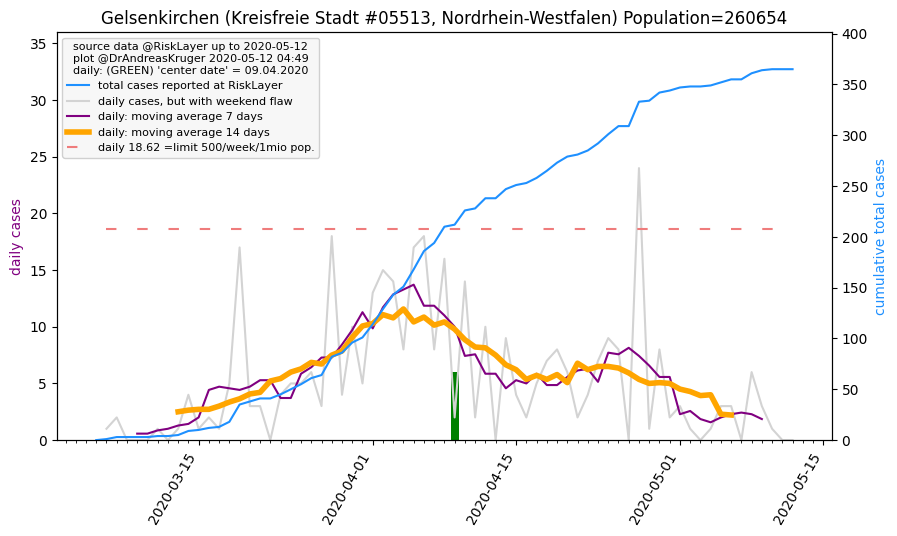 Gelsenkirchen (Kreisfreie Stadt #05513, Nordrhein-Westfalen) Population=260654
source data @RiskLayer up to 2020-05-12
plot @DrAndreasKruger 2020-05-12 04:49
daily: (GREEN) 'center date' = 09.04.2020
total cases reported at RiskLayer
daily cases, but with weekend flaw
daily: moving average 7 days
daily: moving average 14 days
daily 18.62 =limit 500/week/1mio pop.
daily cases
35
30
25
20
15
10
5
0
400
350
300
250
200
150
100
50
0
cumulative total cases
2020-03-15
2020-04-01
2020-04-15
2020-05-01
2020-05-15